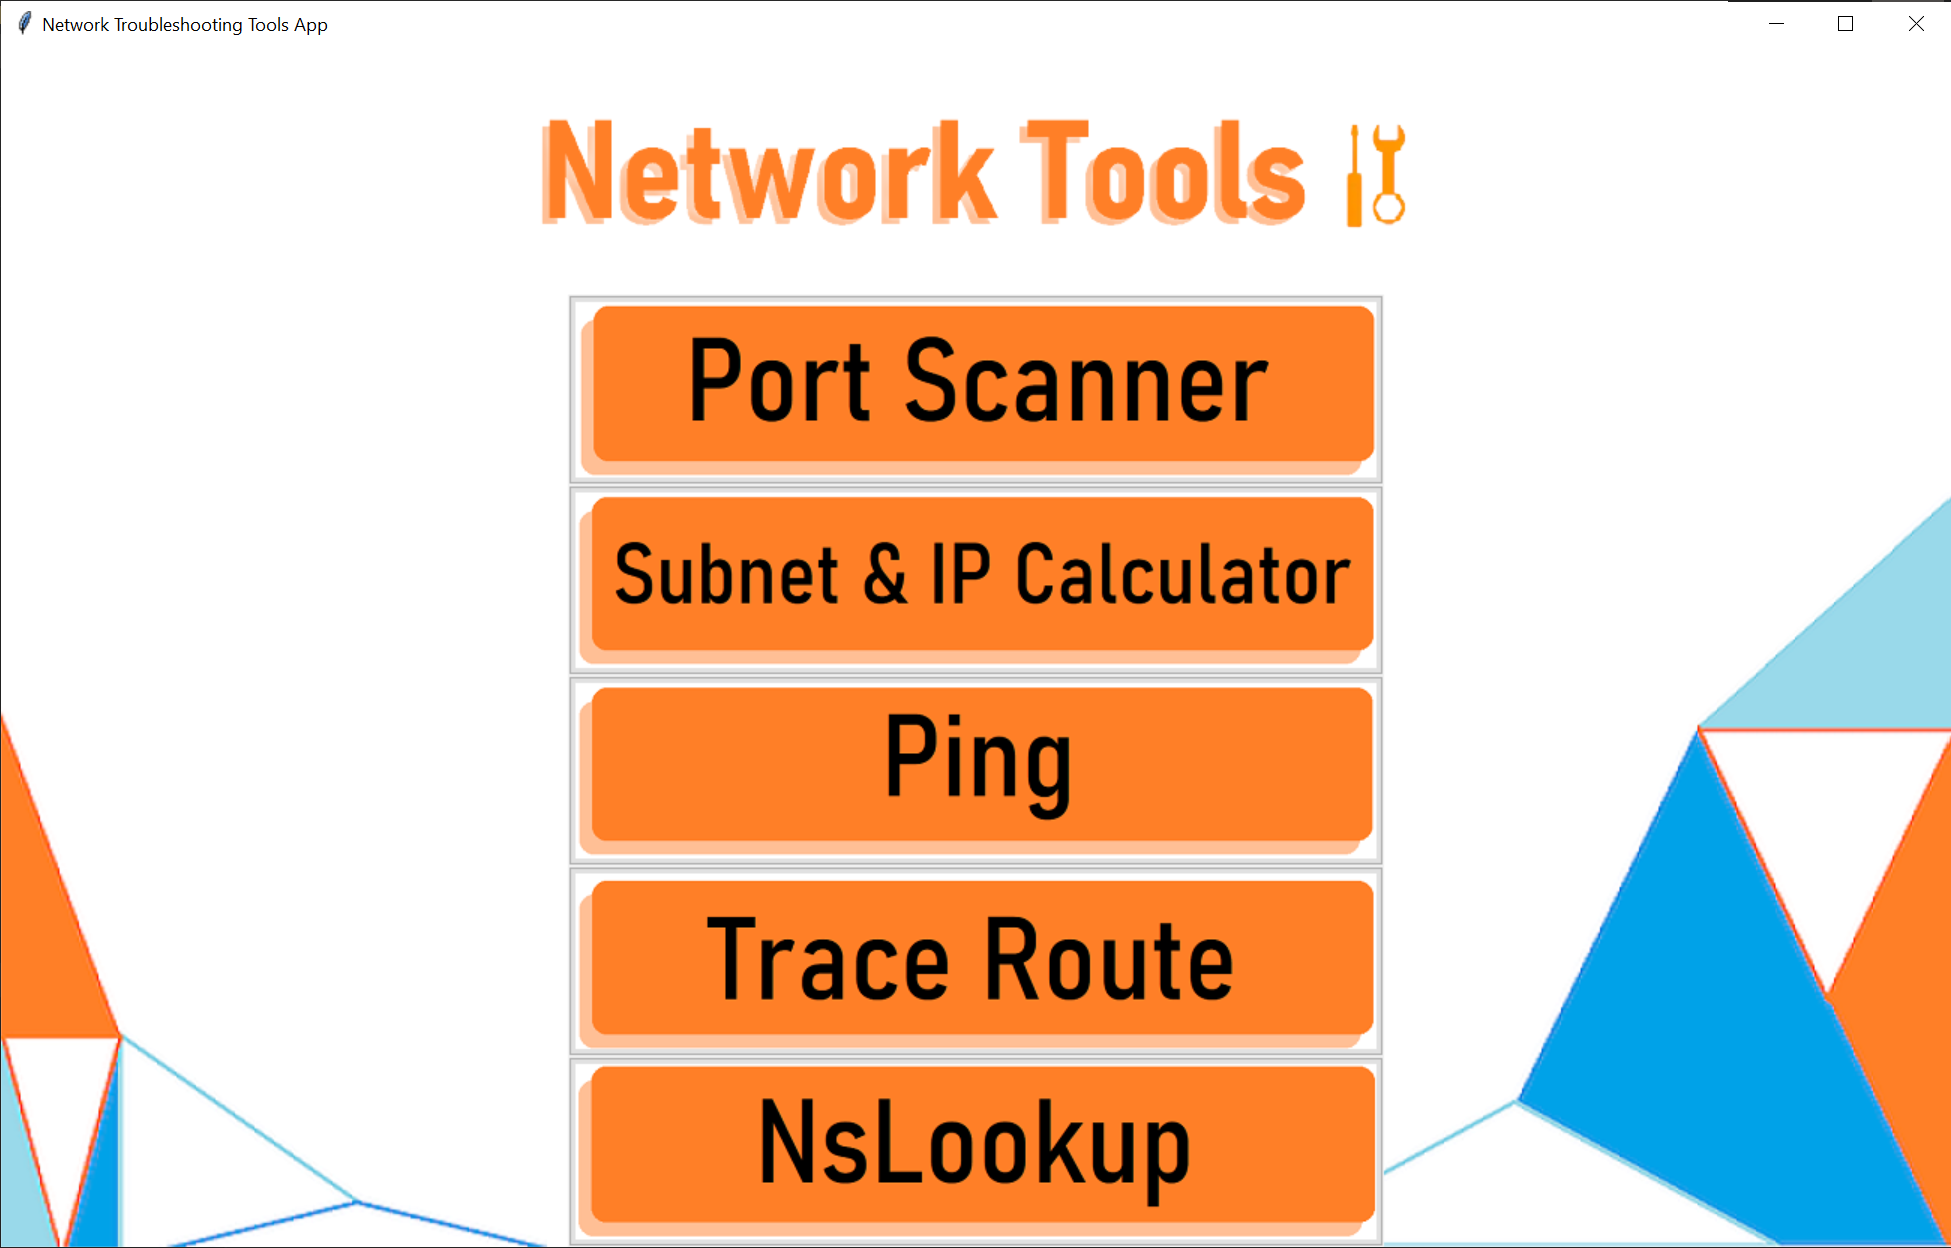 Network Troubleshooting Tools App
Network Tools
Port Scanner
Subnet & IP Calculator
Ping
Trace Route
NsLookup